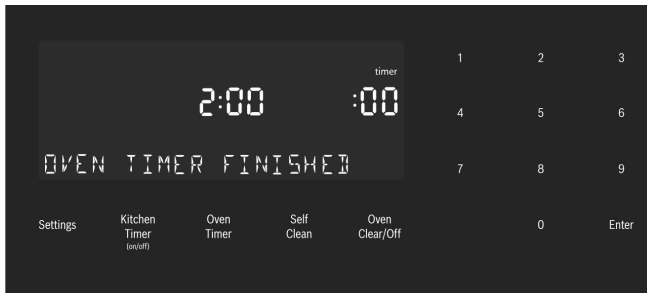 timer
2:00 :00
OVEN TIMER FINISHED
Settings
Kitchen
Timer
(on/off)
Oven
Timer
Self
Clean
Oven
Clear/Off
1 2 3
4 5 6
7 8 9
0 Enter